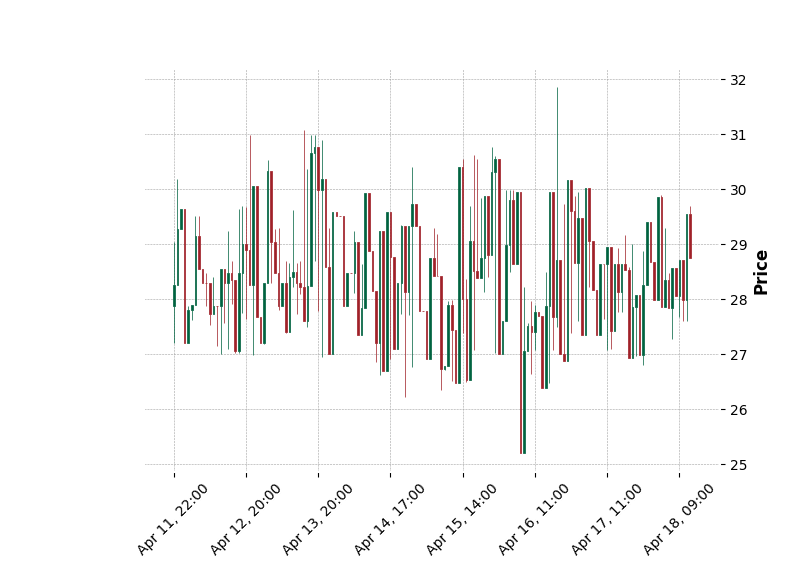 32
31
30
29
28
27
26
25
Price
Apr 11, 22:00
Apr 12, 20:00
Apr 13, 20:00
Apr 14, 17:00
Apr 15, 14:00
Apr 16, 11:00
Apr 17, 11:00
Apr 18, 09:00